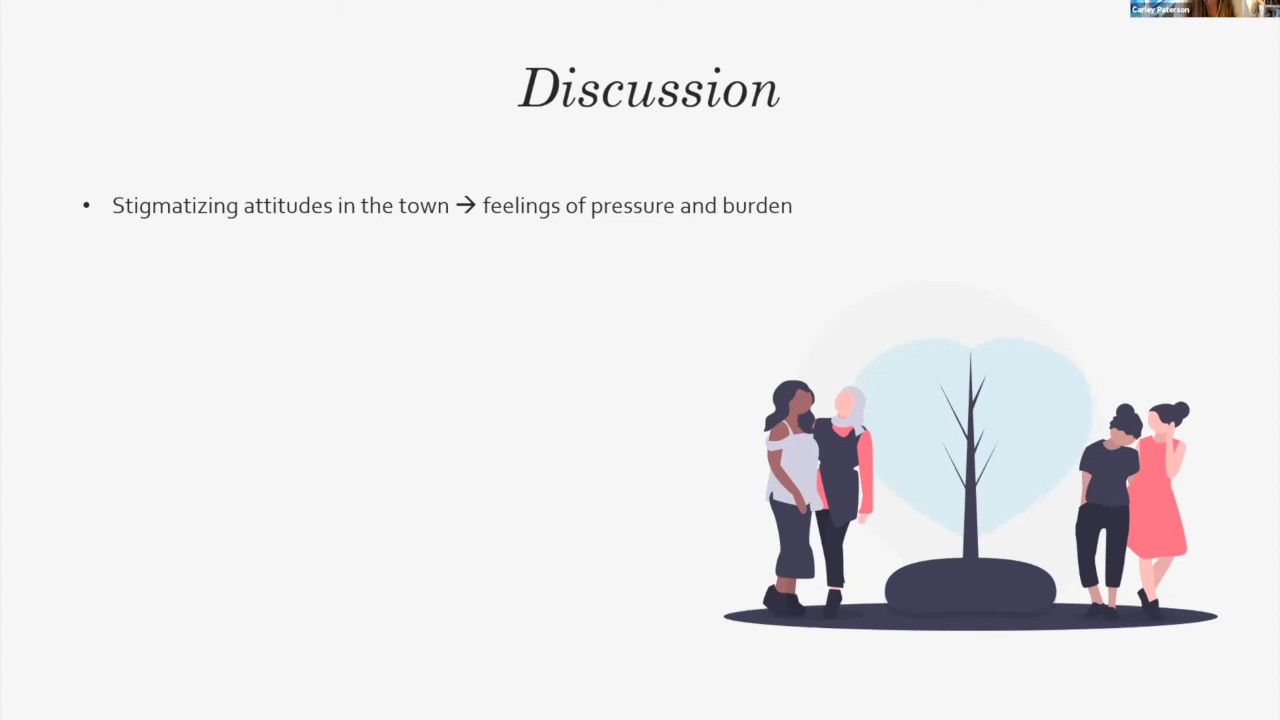 Carley Paterson
Discussion
• Stigmatizing attitudes in the town → feelings of pressure and burden